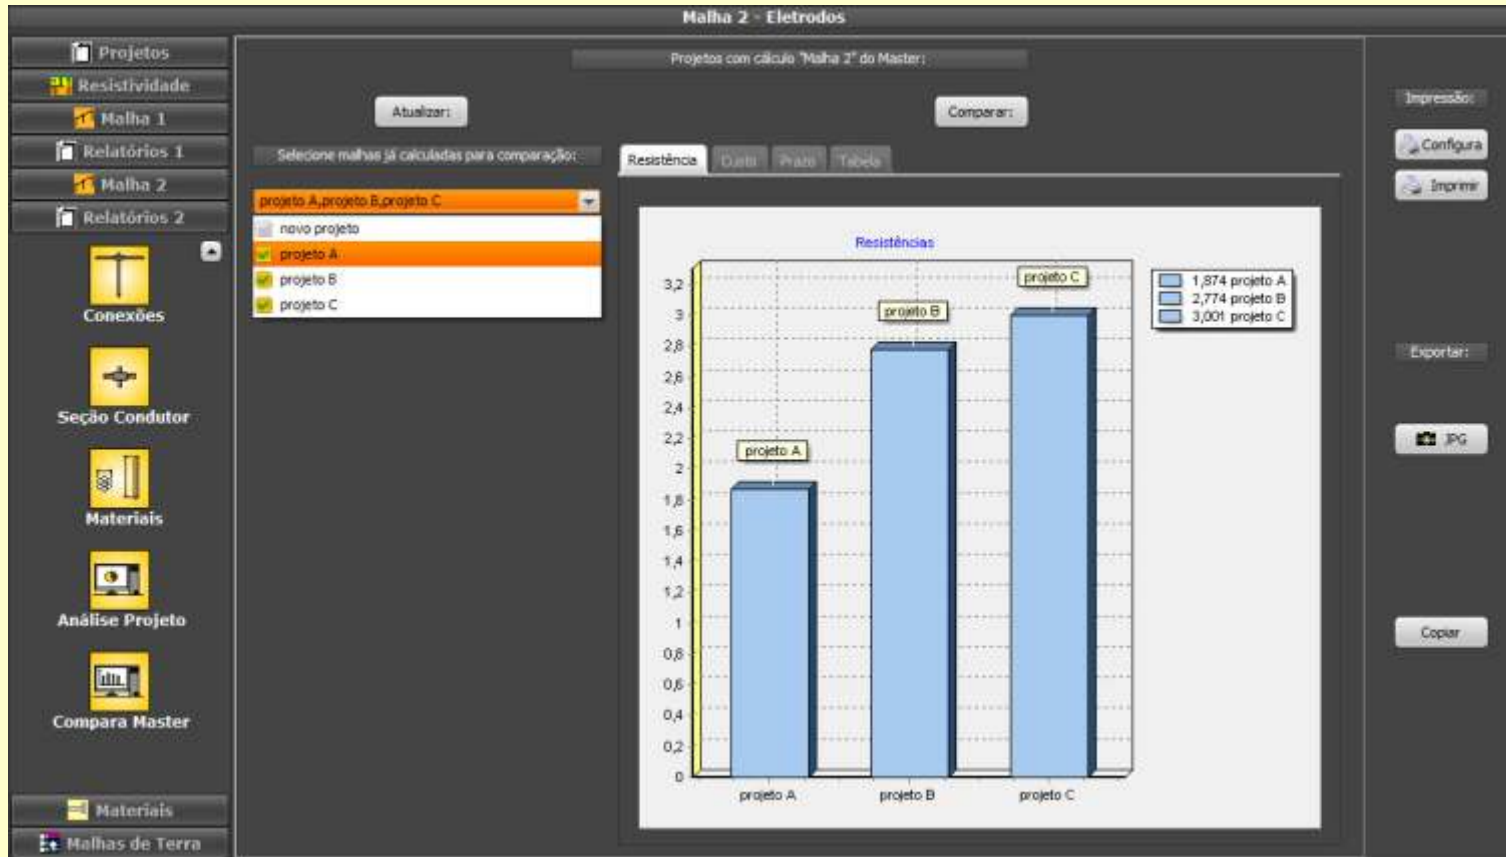 Malha 2 - Eletrodos
Projetos
Resistividade
Malha 1
Relatórios 1
Malha 2
Relatórios 2
Conexões
Seção Condutor
Materiais
Análise Projeto
Compara Master
Materiais
Malhas de Terra
Projetos com cálculo "Malha 2" do Master:
Atualizar:
Comparar:
Selecione malhas já calculadas para comparação:
projeto A,projeto B,projeto C
novo projeto
projeto A
projeto B
projeto C
Resistência Custo Prazo Tabela
Resistências
projeto A
projeto B
projeto C
1,874 projeto A
2,774 projeto B
3,001 projeto C
3,2
3
2,8
2,6
2,4
2,2
2
1,8
1,6
1,4
1,2
1
0,8
0,6
0,4
0,2
0
projeto A projeto B projeto C
Impressão:
Configura
Imprimir
Exportar:
JPG
Copiar